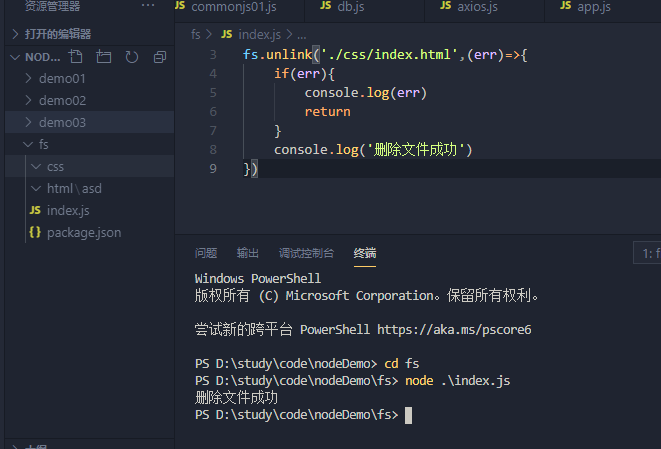 资源管理器
···
打开的编辑器
NOD...
demo01
demo02
demo03
fs
css
html\asd
JS index.js
{} package.json
JS commonjs01.js
JS db.js
JS axios.js
JS app.js
fs > JS index.js > ...
3 fs.unlink('./css/index.html',(err)=>{
4 if(err){
5 console.log(err)
6 return
7 }
8 console.log('删除文件成功')
9 })
问题 输出 调试控制台 终端
1: f
Windows PowerShell
版权所有 (C) Microsoft Corporation。保留所有权利。
尝试新的跨平台 PowerShell https://aka.ms/pscore6
PS D:\study\code\nodeDemo> cd fs
PS D:\study\code\nodeDemo\fs> node .\index.js
删除文件成功
PS D:\study\code\nodeDemo\fs>